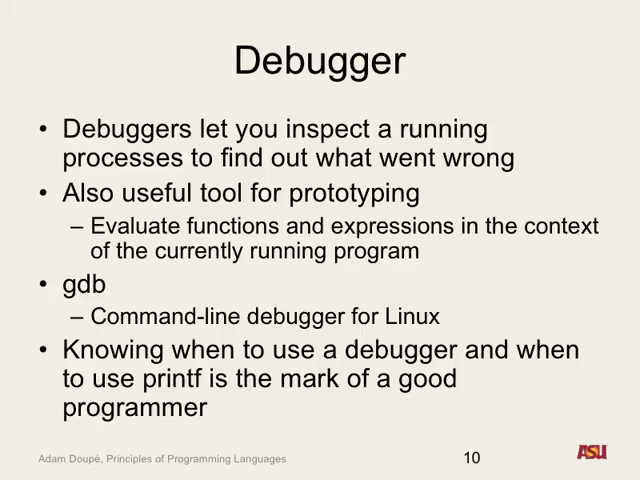 Debugger
• Debuggers let you inspect a running
processes to find out what went wrong
• Also useful tool for prototyping
– Evaluate functions and expressions in the context
of the currently running program
• gdb
– Command-line debugger for Linux
• Knowing when to use a debugger and when
to use printf is the mark of a good
programmer
Adam Doupé, Principles of Programming Languages
10
ASU